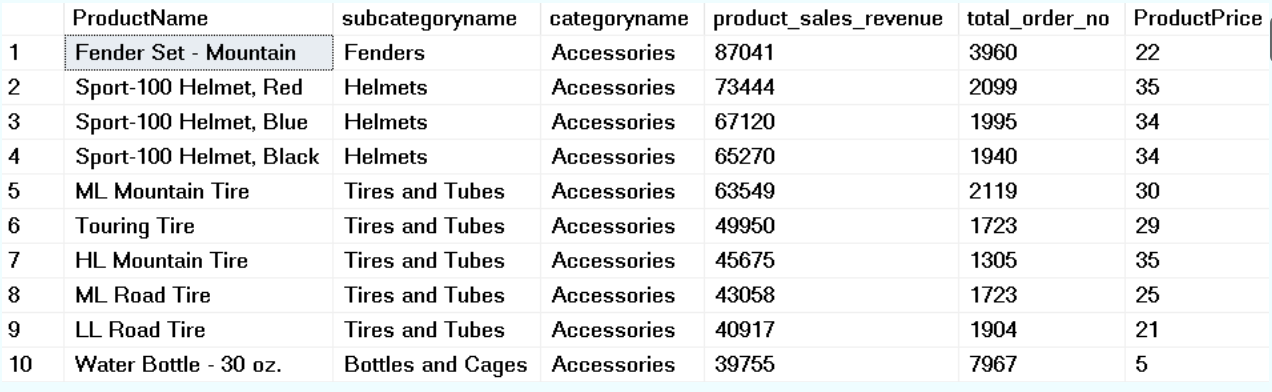 ProductName subcategoryname categoryname product_sales_revenue total_order_no ProductPrice
1 Fender Set - Mountain Fenders Accessories 87041 3960 22
2 Sport-100 Helmet, Red Helmets Accessories 73444 2099 35
3 Sport-100 Helmet, Blue Helmets Accessories 67120 1995 34
4 Sport-100 Helmet, Black Helmets Accessories 65270 1940 34
5 ML Mountain Tire Tires and Tubes Accessories 63549 2119 30
6 Touring Tire Tires and Tubes Accessories 49950 1723 29
7 HL Mountain Tire Tires and Tubes Accessories 45675 1305 35
8 ML Road Tire Tires and Tubes Accessories 43058 1723 25
9 LL Road Tire Tires and Tubes Accessories 40917 1904 21
10 Water Bottle - 30 oz. Bottles and Cages Accessories 39755 7967 5